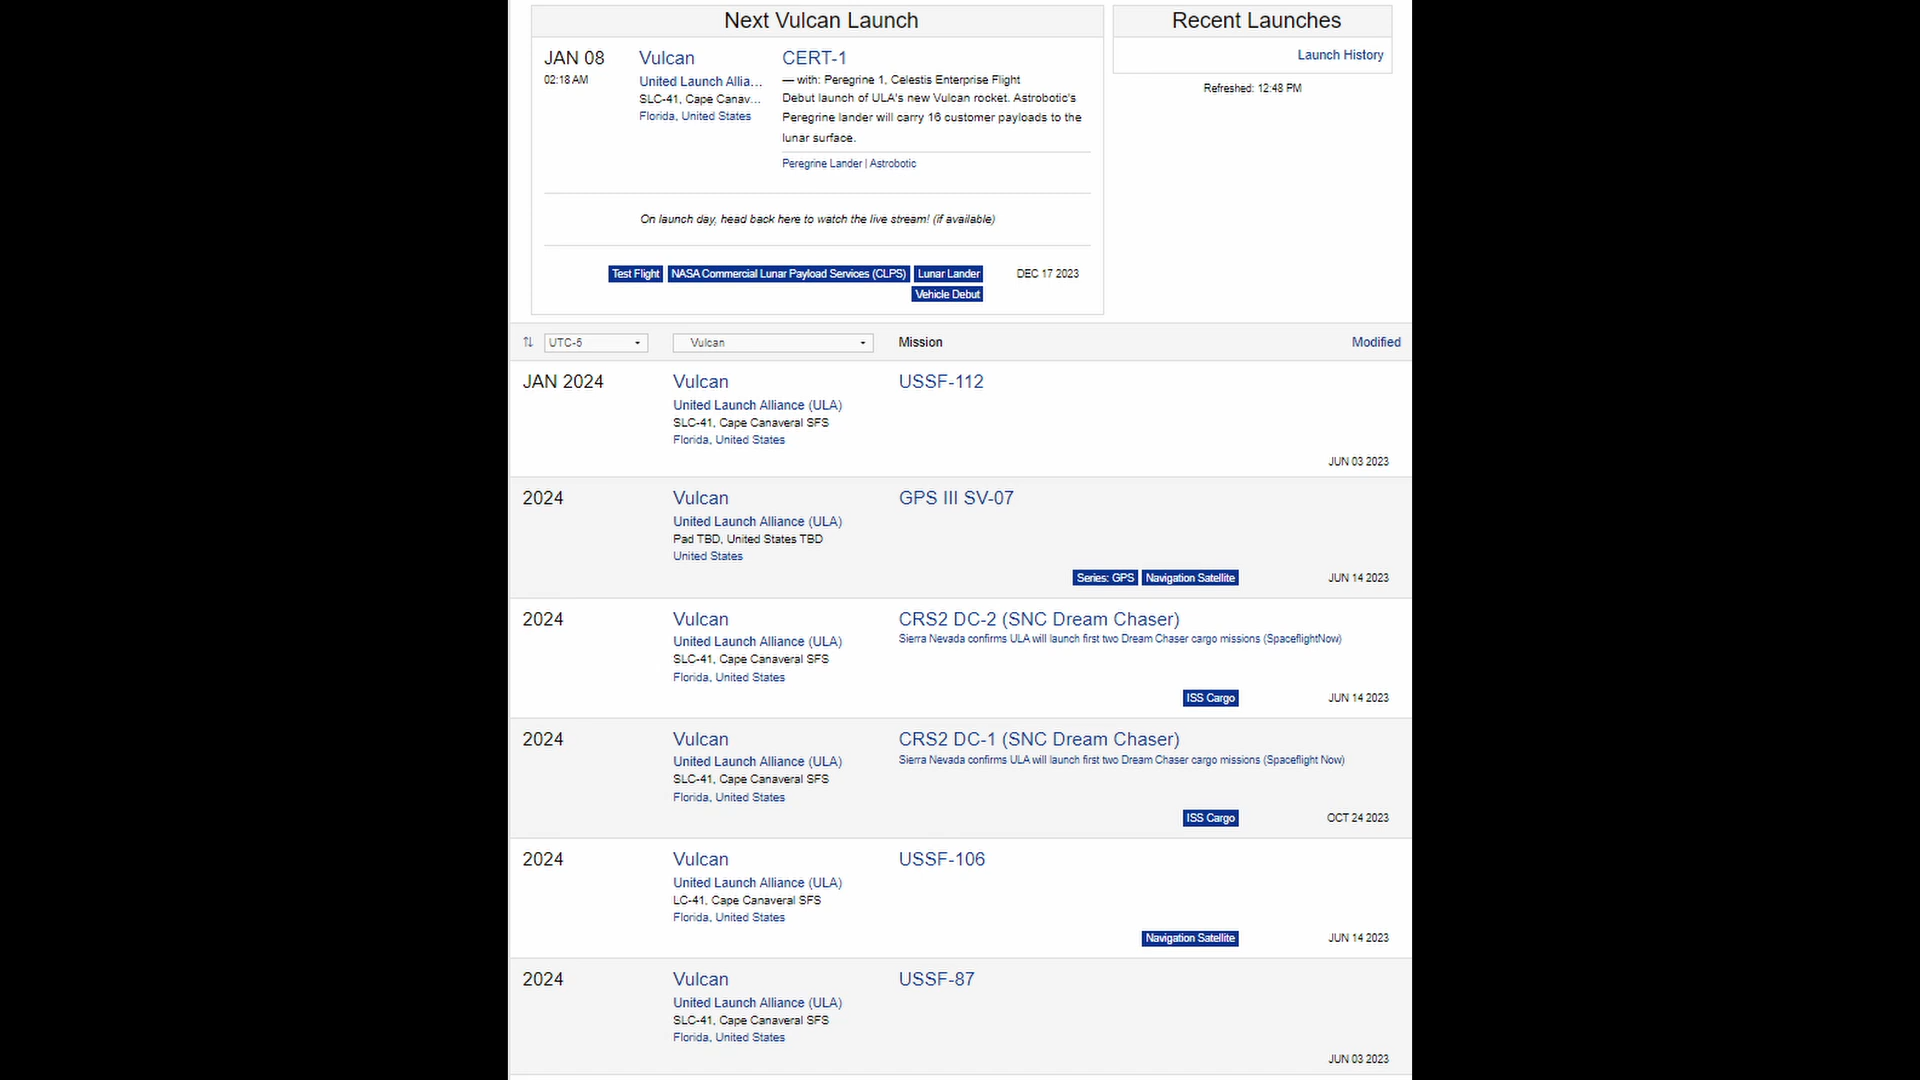 Next Vulcan Launch
Recent Launches
JAN 08
02:18 AM
Vulcan
United Launch Allia...
SLC-41, Cape Canav...
Florida, United States
CERT-1
— with: Peregrine 1, Celestis Enterprise Flight
Debut launch of ULA's new Vulcan rocket. Astrobotic's
Peregrine lander will carry 16 customer payloads to the
lunar surface.
Peregrine Lander | Astrobotic
Launch History
Refreshed: 12:48 PM
On launch day, head back here to watch the live stream! (if available)
Test Flight NASA Commercial Lunar Payload Services (CLPS) Lunar Lander
Vehicle Debut
DEC 17 2023
UTC-5 Vulcan Mission Modified
JAN 2024
Vulcan
United Launch Alliance (ULA)
SLC-41, Cape Canaveral SFS
Florida, United States
USSF-112
JUN 03 2023
2024
Vulcan
United Launch Alliance (ULA)
Pad TBD, United States TBD
United States
GPS III SV-07
Series: GPS Navigation Satellite
JUN 14 2023
2024
Vulcan
United Launch Alliance (ULA)
SLC-41, Cape Canaveral SFS
Florida, United States
CRS2 DC-2 (SNC Dream Chaser)
Sierra Nevada confirms ULA will launch first two Dream Chaser cargo missions (SpaceflightNow)
ISS Cargo
JUN 14 2023
2024
Vulcan
United Launch Alliance (ULA)
SLC-41, Cape Canaveral SFS
Florida, United States
CRS2 DC-1 (SNC Dream Chaser)
Sierra Nevada confirms ULA will launch first two Dream Chaser cargo missions (Spaceflight Now)
ISS Cargo
OCT 24 2023
2024
Vulcan
United Launch Alliance (ULA)
LC-41, Cape Canaveral SFS
Florida, United States
USSF-106
Navigation Satellite
JUN 14 2023
2024
Vulcan
United Launch Alliance (ULA)
SLC-41, Cape Canaveral SFS
Florida, United States
USSF-87
JUN 03 2023